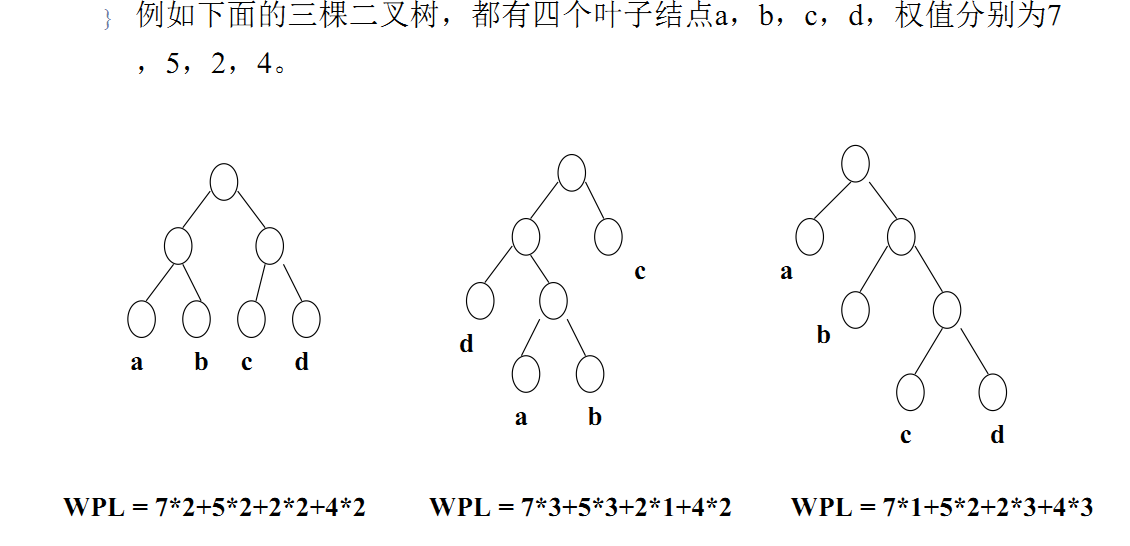 } 例如下面的三棵二叉树，都有四个叶子结点a，b，c，d，权值分别为7
，5，2，4。
a b c d
c
d
a b
a
b
c d
WPL = 7*2+5*2+2*2+4*2
WPL = 7*3+5*3+2*1+4*2
WPL = 7*1+5*2+2*3+4*3